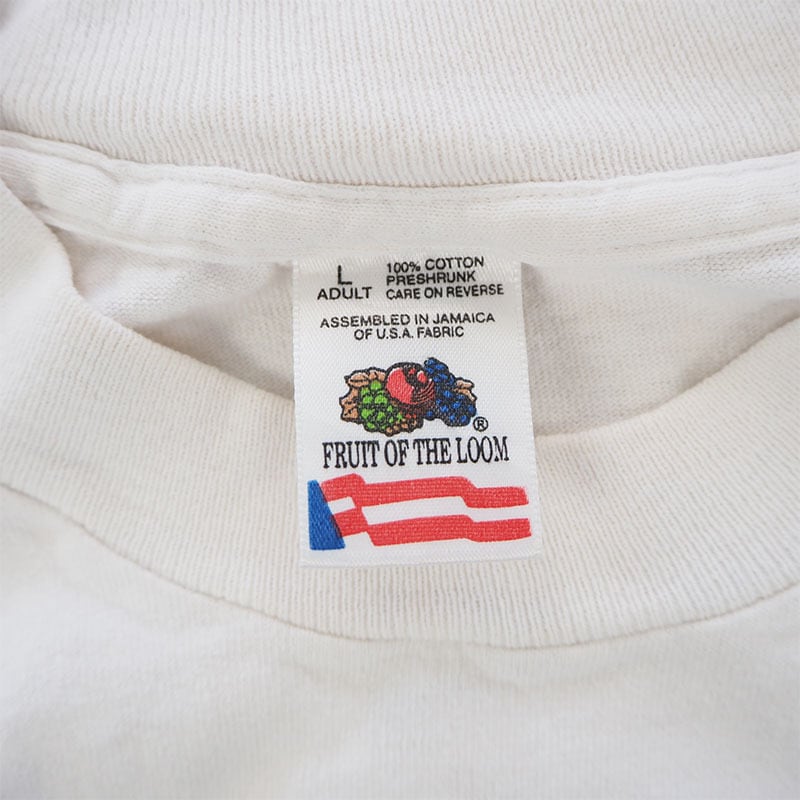 L
ADULT
100% COTTON
PRESHRUNK
CARE ON REVERSE
ASSEMBLED IN JAMAICA
OF U.S.A. FABRIC
®
FRUIT OF THE LOOM